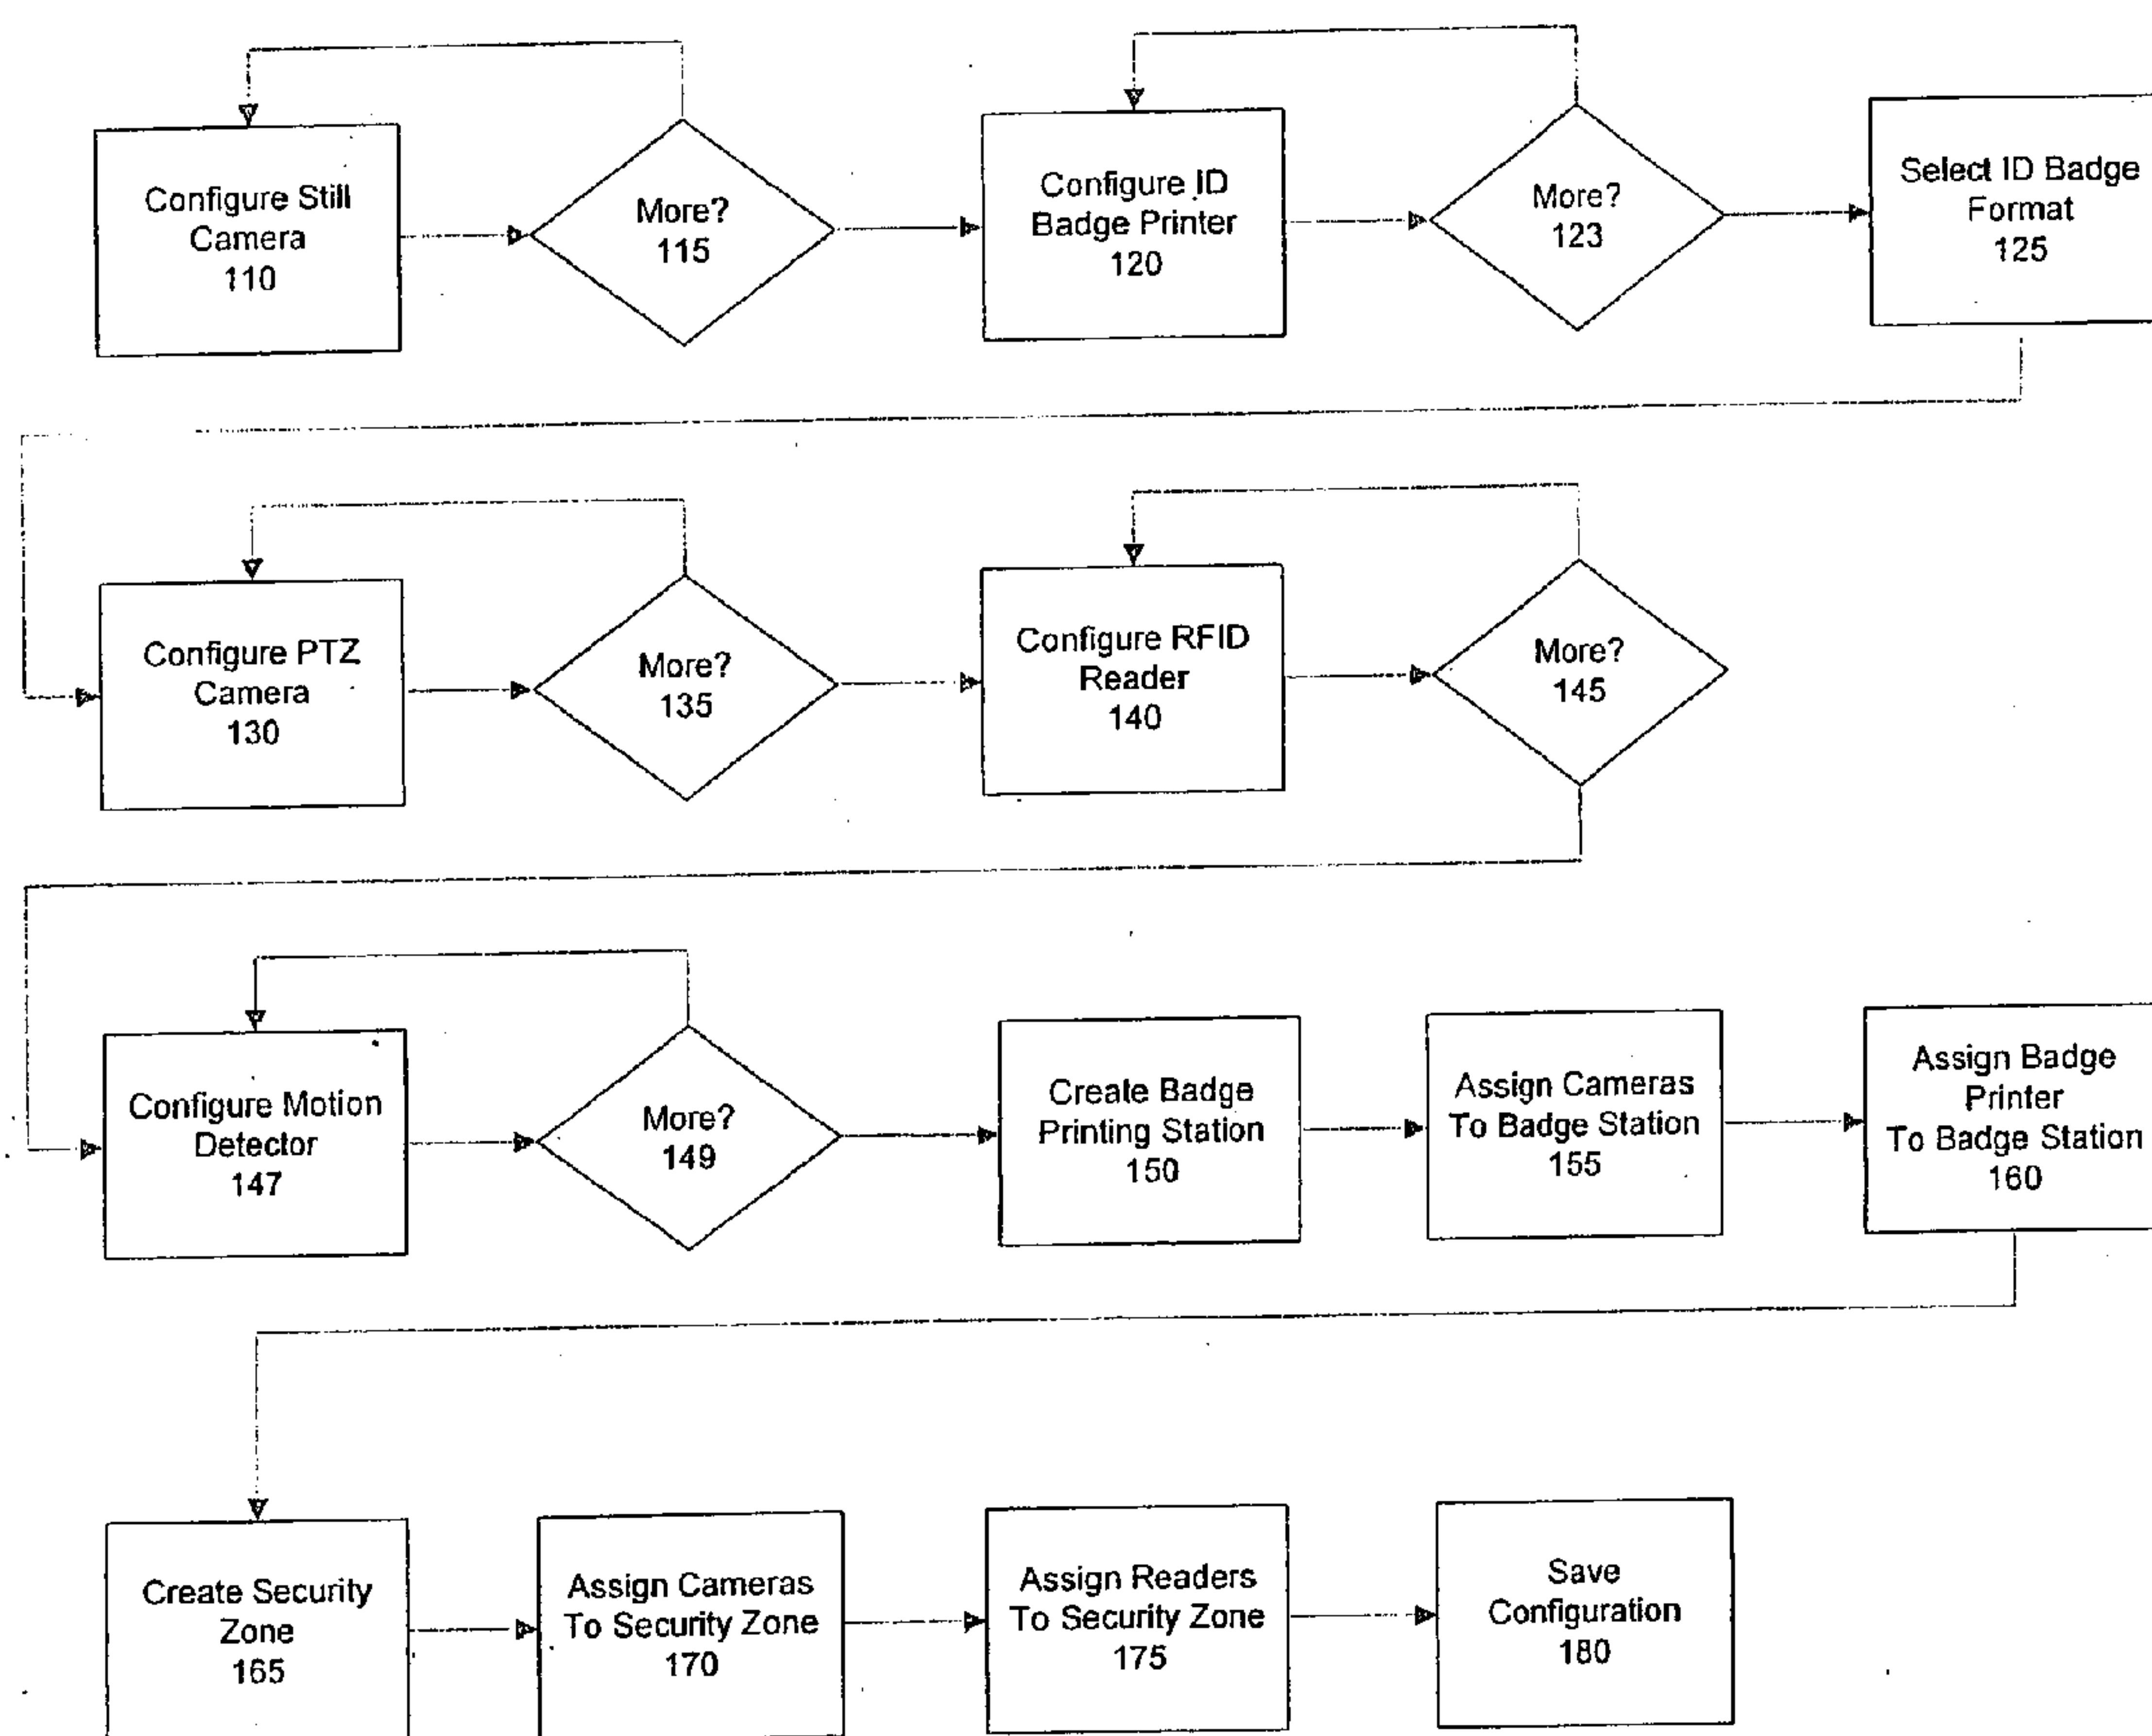 Configure Still
Camera
110
More?
115
Configure ID
Badge Printer
120
More?
123
Select ID Badge
Format
125
Configure PTZ
Camera
130
More?
135
Configure RFID
Reader
140
More?
145
Configure Motion
Detector
147
More?
149
Create Badge
Printing Station
150
Assign Cameras
To Badge Station
155
Assign Badge
Printer
To Badge Station
160
Create Security
Zone
165
Assign Cameras
To Security Zone
170
Assign Readers
To Security Zone
175
Save
Configuration
180